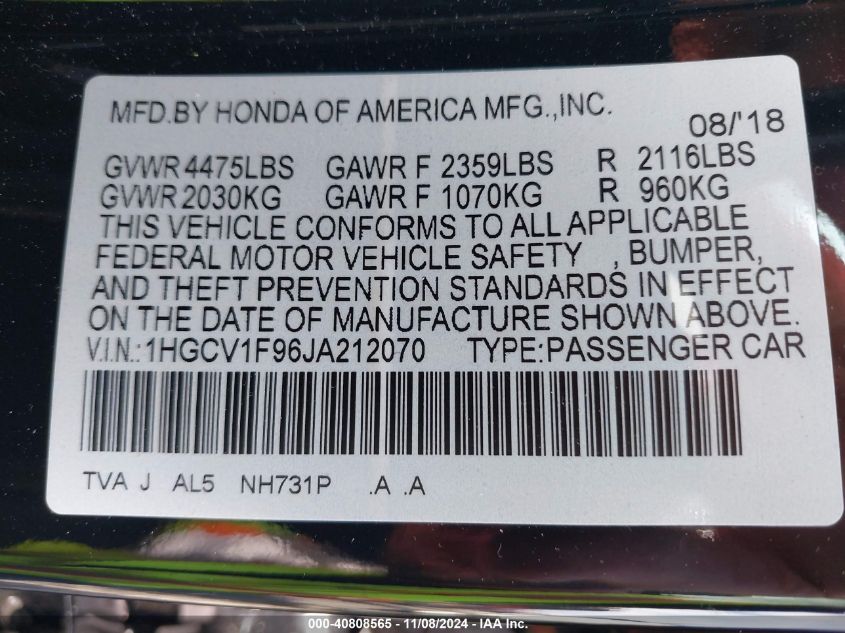 MFD.BY HONDA OF AMERICA MFG.,INC.
08/'18
GVWR 4475LBS GAWR F 2359LBS R 2116LBS
GVWR 2030KG GAWR F 1070KG R 960KG
THIS VEHICLE CONFORMS TO ALL APPLICABLE
FEDERAL MOTOR VEHICLE SAFETY , BUMPER,
AND THEFT PREVENTION STANDARDS IN EFFECT
ON THE DATE OF MANUFACTURE SHOWN ABOVE.
V.I.N.:1HGCV1F96JA212070 TYPE:PASSENGER CAR
TVA J AL5 NH731P .A .A
000-40808565 - 11/08/2024 - IAA Inc.